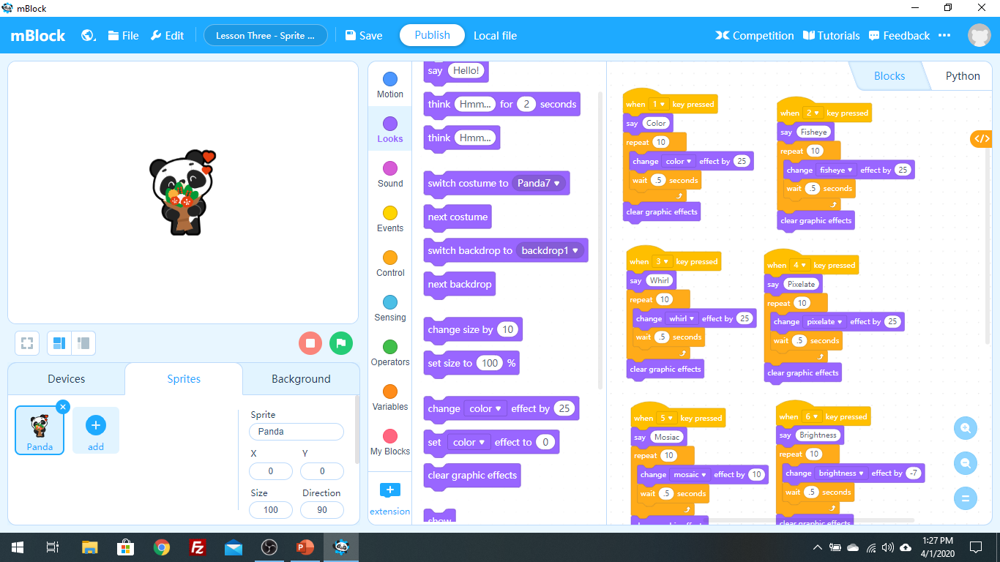 mBlock
mBlock File Edit Lesson Three - Sprite ... Save Publish Local file Competition Tutorials Feedback
Blocks Python
Motion
Looks
Sound
Events
Control
Sensing
Operators
Variables
My Blocks
extension
say Hello!
think Hmm... for 2 seconds
think Hmm...
switch costume to Panda7
next costume
switch backdrop to backdrop1
next backdrop
change size by 10
set size to 100 %
change color effect by 25
set color effect to 0
clear graphic effects
show
when 1 key pressed
say Color
repeat 10
change color effect by 25
wait .5 seconds
clear graphic effects
when 2 key pressed
say Fisheye
repeat 10
change fisheye effect by 25
wait .5 seconds
clear graphic effects
when 3 key pressed
say Whirl
repeat 10
change whirl effect by 25
wait .5 seconds
clear graphic effects
when 4 key pressed
say Pixelate
repeat 10
change pixelate effect by 25
wait .5 seconds
clear graphic effects
when 5 key pressed
say Mosiac
repeat 10
change mosaic effect by 10
wait .5 seconds
clear graphic effects
when 6 key pressed
say Brightness
repeat 10
change brightness effect by -7
wait .5 seconds
clear graphic effects
Devices Sprites Background
Panda
add
Sprite
Panda
X Y
0 0
Size Direction
100 90
1:27 PM
4/1/2020